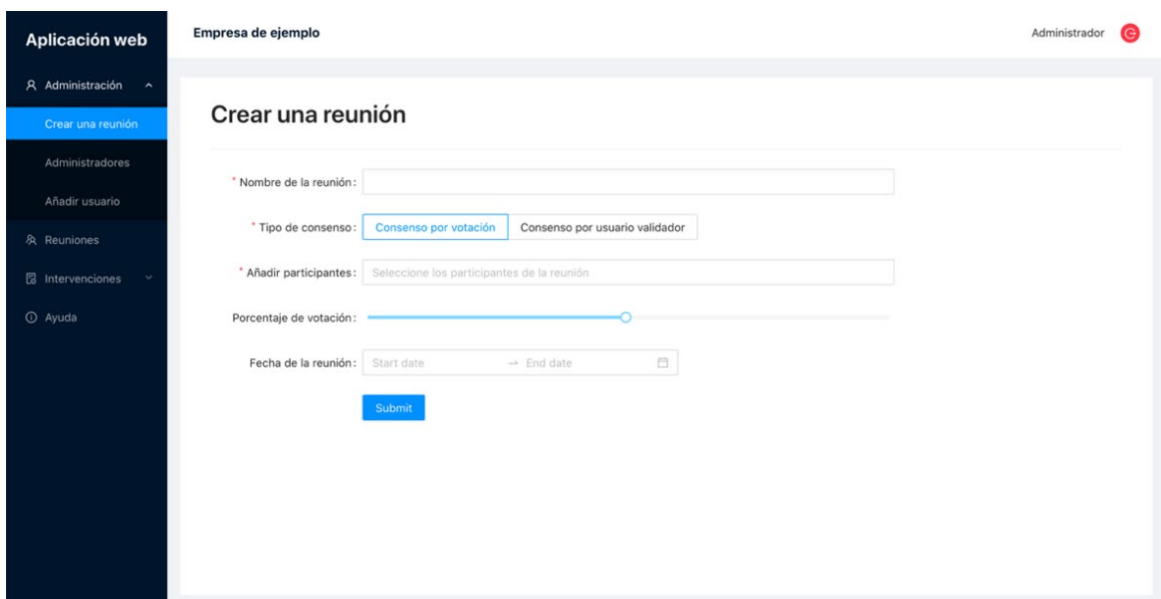 Aplicación web
Empresa de ejemplo
Administrador
Administración
Crear una reunión
Administradores
Añadir usuario
Reuniones
Intervenciones
Ayuda
Crear una reunión
* Nombre de la reunión:
* Tipo de consenso: Consenso por votación Consenso por usuario validador
* Añadir participantes: Seleccione los participantes de la reunión
Porcentaje de votación:
Fecha de la reunión: Start date → End date
Submit